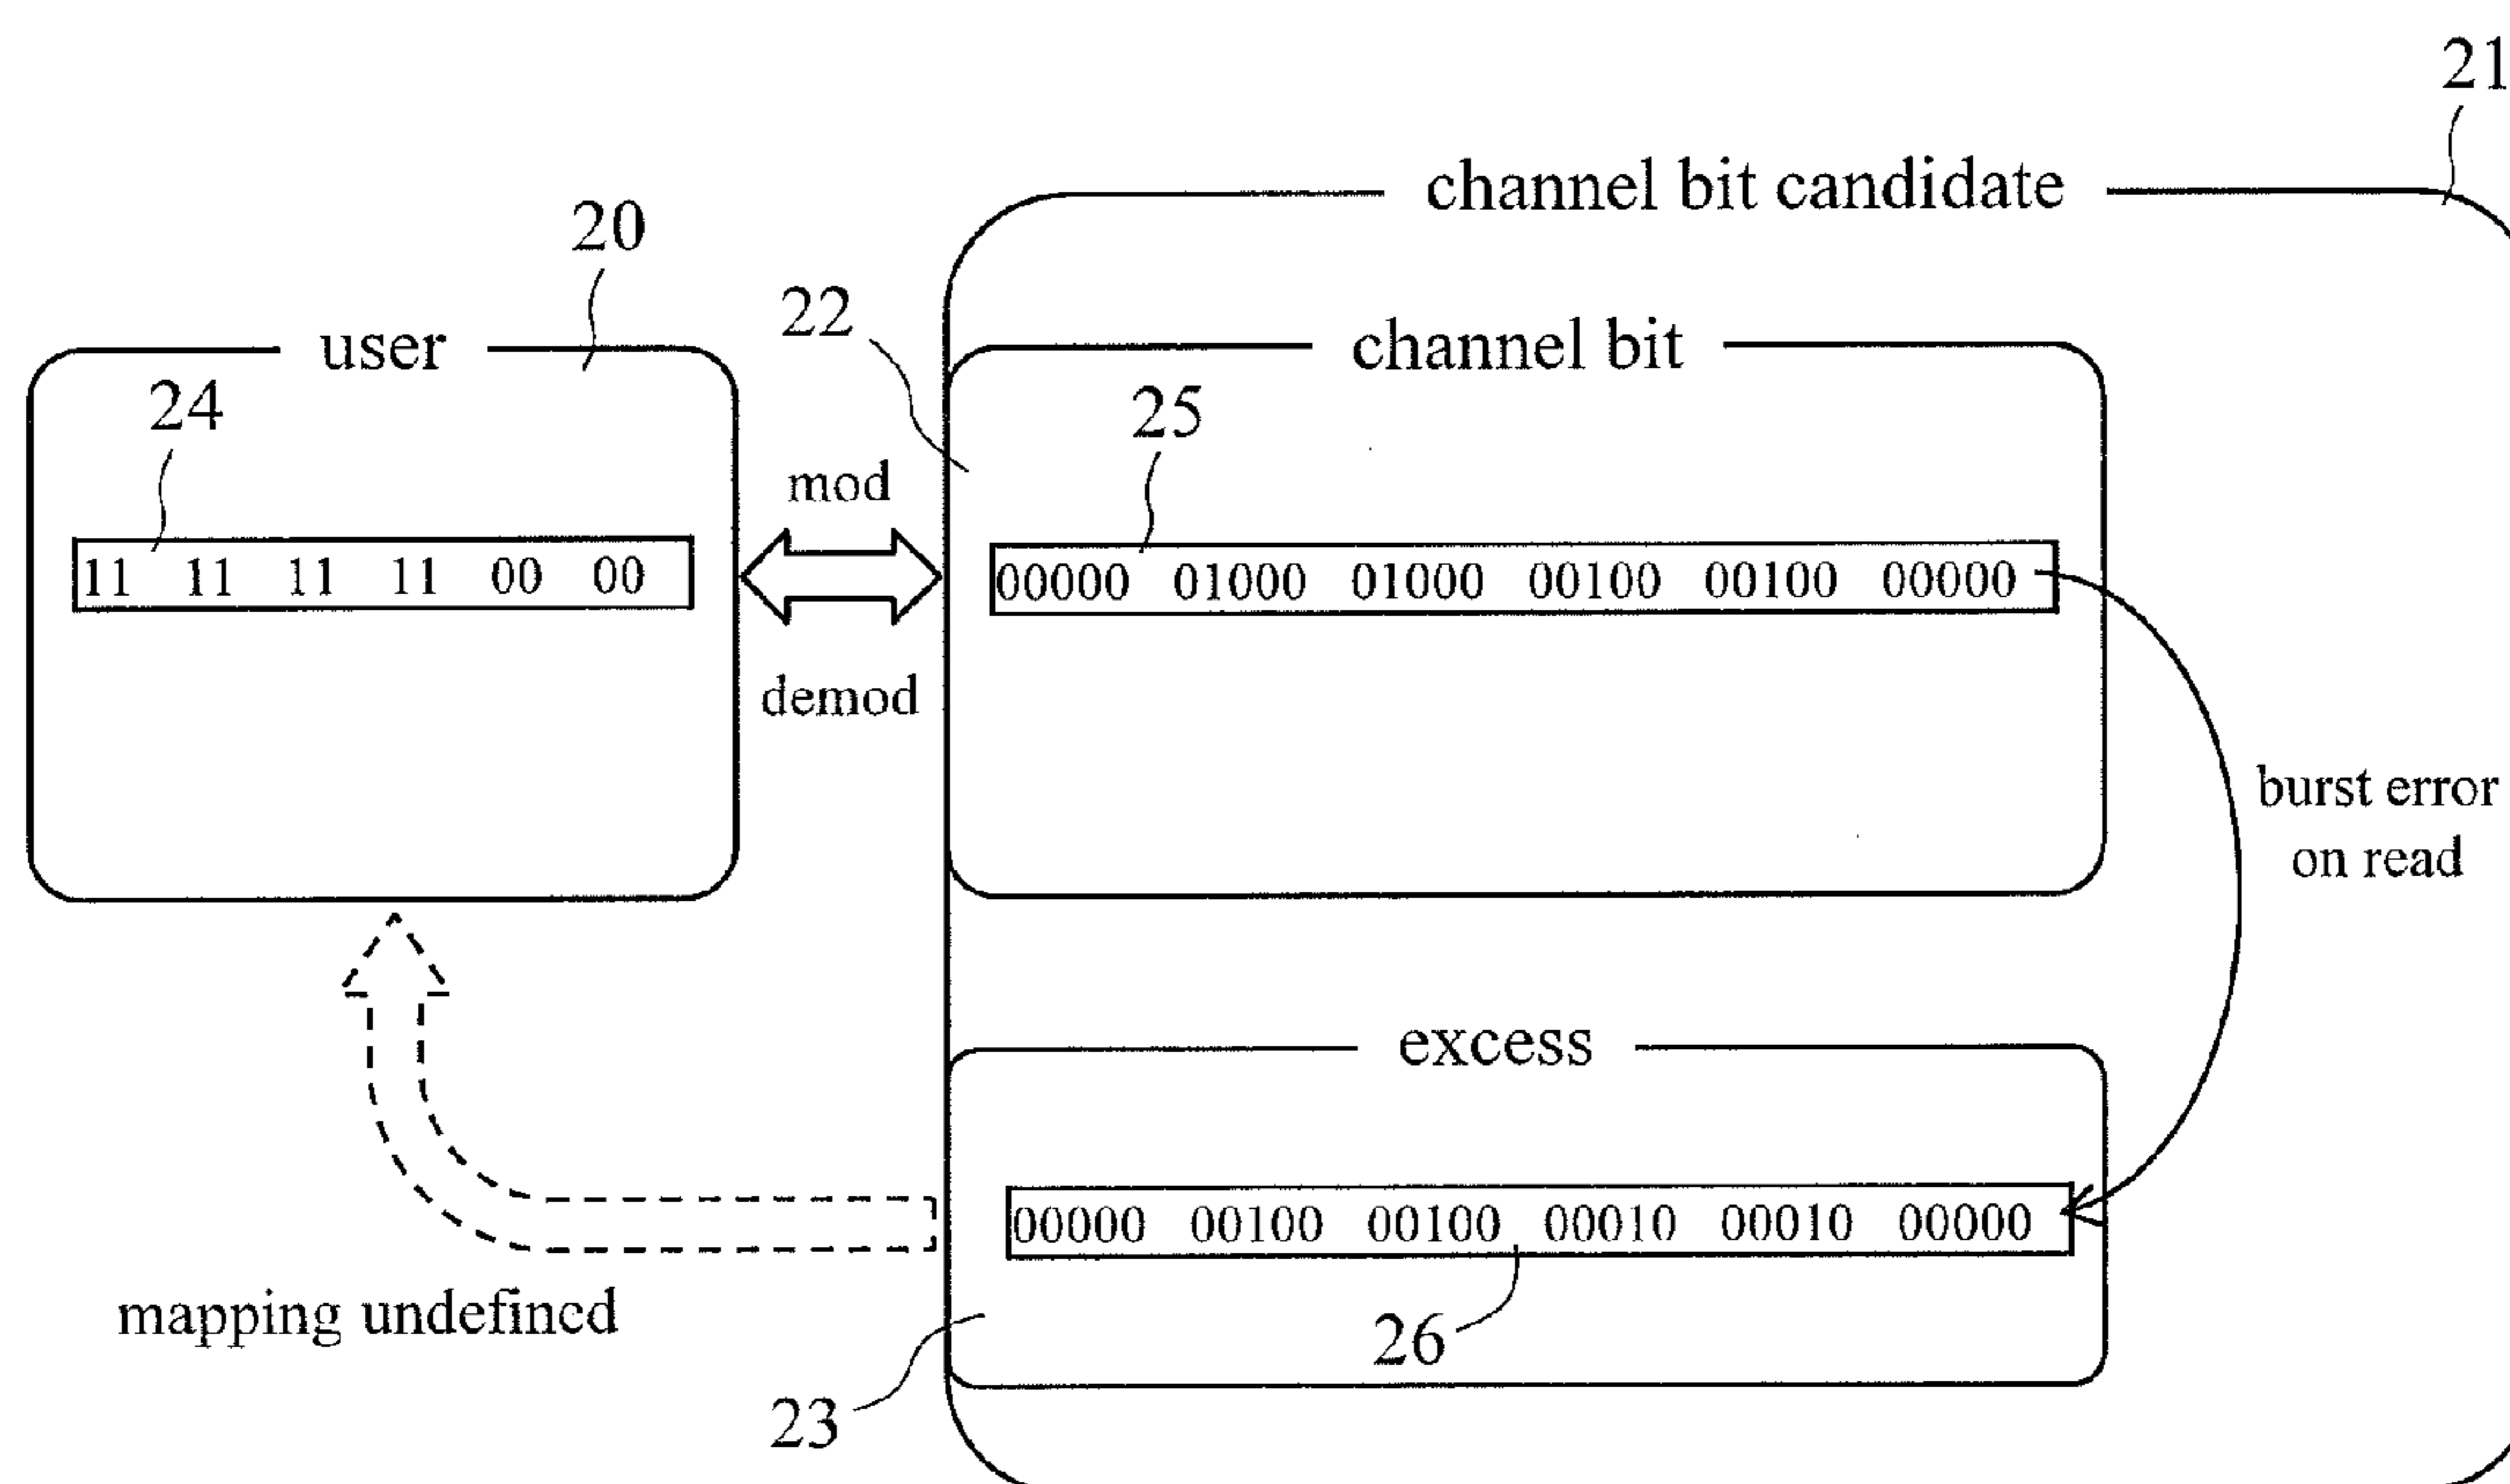 21
channel bit candidate
20
22
user
channel bit
24
25
mod
11 11 11 11 00 00
00000 01000 01000 00100 00100 00000
demod
burst error
on read
excess
00000 00100 00100 00010 00010 00000
mapping undefined
26
23